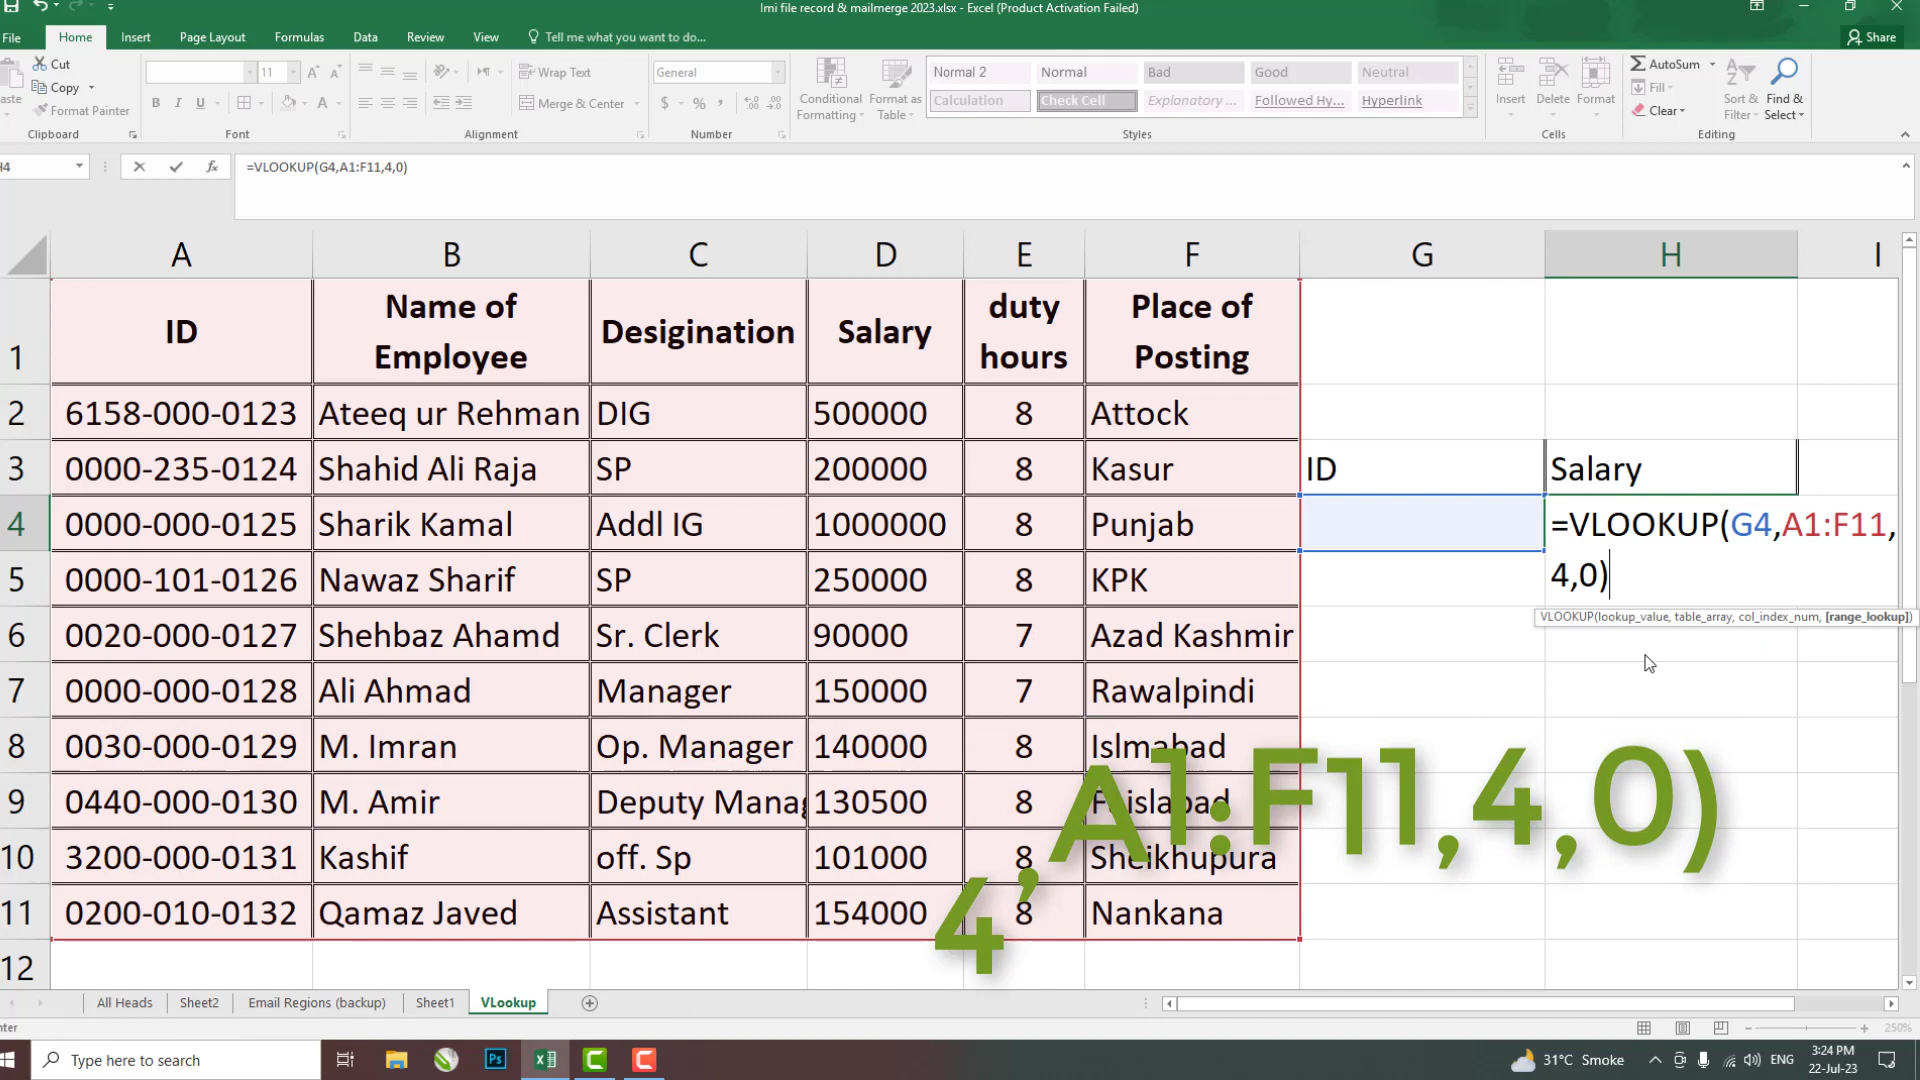 Imi file record & mailmerge 2023.xlsx - Excel (Product Activation Failed)
File Home Insert Page Layout Formulas Data Review View Tell me what you want to do... Share
Cut
Copy
Format Painter
Clipboard
11
Font
Wrap Text
Merge & Center
Alignment
General
Number
Conditional Formatting
Format as Table
Normal 2 Normal Bad Good Neutral
Calculation Check Cell Explanatory ... Followed Hy... Hyperlink
Styles
Insert Delete Format
Cells
AutoSum
Fill
Clear
Sort & Filter
Find & Select
Editing
=VLOOKUP(G4,A1:F11,4,0)
A B C D E F G H I
1 ID Name of Employee Desigination Salary duty hours Place of Posting
2 6158-000-0123 Ateeq ur Rehman DIG 500000 8 Attock
3 0000-235-0124 Shahid Ali Raja SP 200000 8 Kasur ID Salary
4 0000-000-0125 Sharik Kamal Addl IG 1000000 8 Punjab =VLOOKUP(G4,A1:F11,
4,0)
5 0000-101-0126 Nawaz Sharif SP 250000 8 KPK
VLOOKUP(lookup_value, table_array, col_index_num, [range_lookup])
6 0020-000-0127 Shehbaz Ahamd Sr. Clerk 90000 7 Azad Kashmir
7 0000-000-0128 Ali Ahmad Manager 150000 7 Rawalpindi
8 0030-000-0129 M. Imran Op. Manager 140000 8 Islmabad
9 0440-000-0130 M. Amir Deputy Manag 130500 8 Faislabad
10 3200-000-0131 Kashif off. Sp 101000 8 Sheikhupura
11 0200-010-0132 Qamaz Javed Assistant 154000 8 Nankana
12
4,A1:F11,4,0)
All Heads Sheet2 Email Regions (backup) Sheet1 VLookup
250%
Type here to search
31°C Smoke ENG 3:24 PM
22-Jul-23